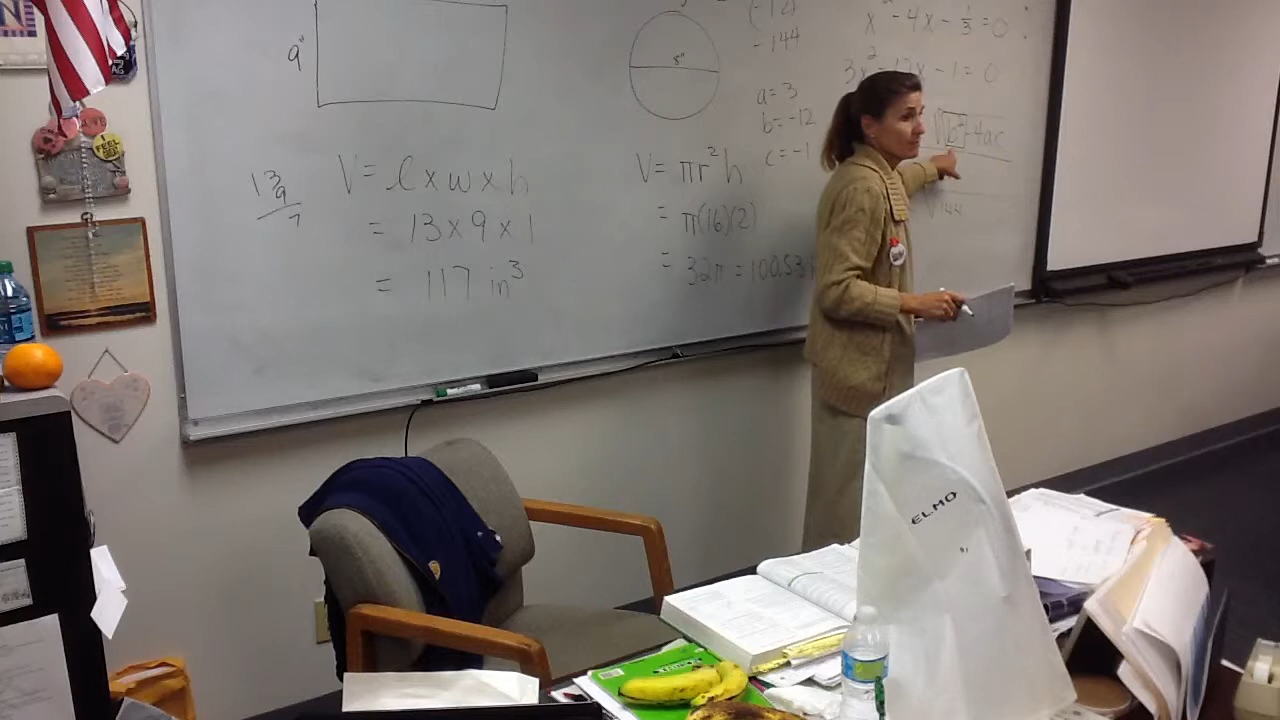 9"
8"
(-12)
-144
x² - 4x - 1/3 = 0
3x² - 12x - 1 = 0
a = 3
b = -12
c = -1
√b² - 4ac
√144
13
9
7
V = l x w x h
= 13 x 9 x 1
= 117 in³
V = πr²h
= π(16)(2)
= 32π = 100.53
I FEEL
ELMO